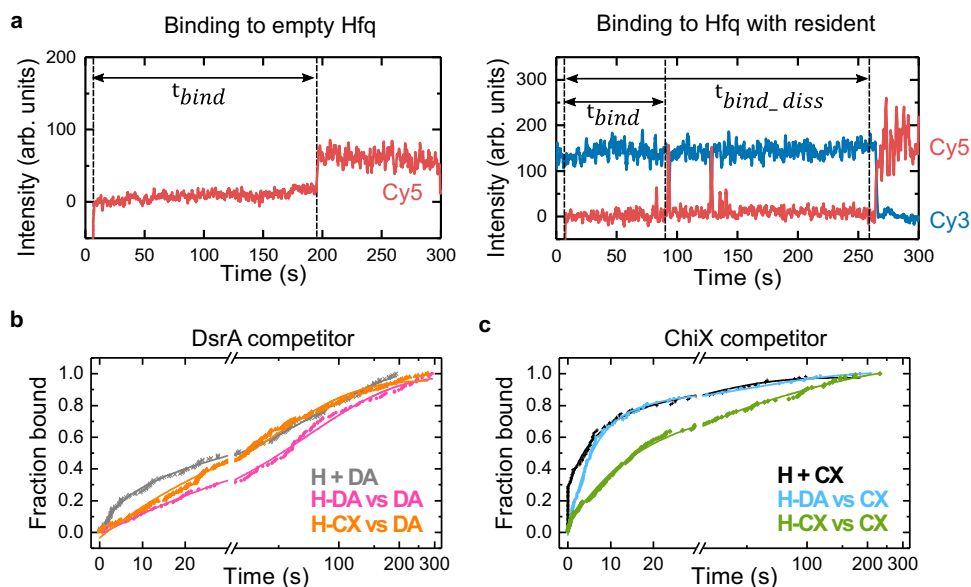 a
Binding to empty Hfq
Binding to Hfq with resident
Intensity (arb. units)
200
100
0
t_bind
Cy5
0 50 100 150 200 250 300
Time (s)
Intensity (arb. units)
300
200
100
0
t_bind_diss
t_bind
Cy5
Cy3
0 50 100 150 200 250 300
Time (s)
b
DsrA competitor
Fraction bound
1.0
0.8
0.6
0.4
0.2
0.0
H + DA
H-DA vs DA
H-CX vs DA
0 10 20 100 200 300
Time (s)
c
ChiX competitor
Fraction bound
1.0
0.8
0.6
0.4
0.2
0.0
H + CX
H-DA vs CX
H-CX vs CX
0 10 20 100 200 300
Time (s)